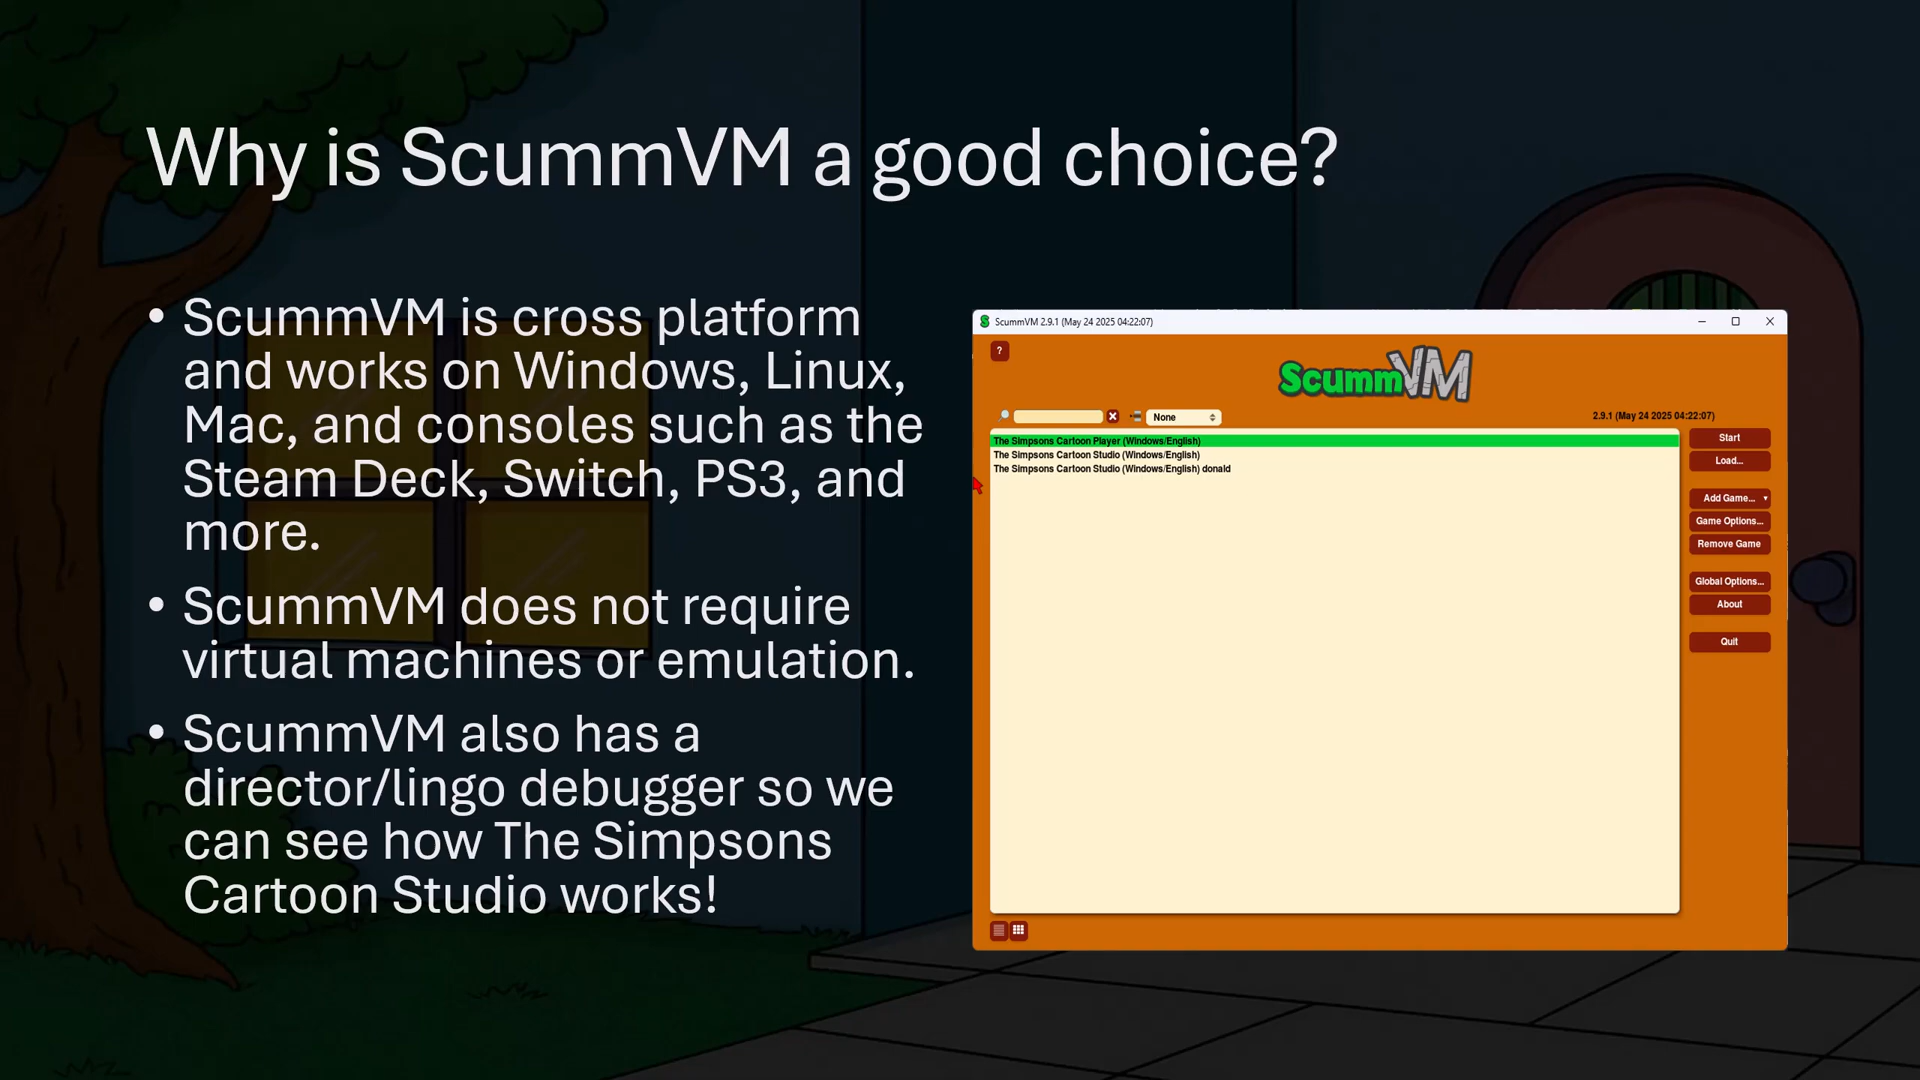 Why is ScummVM a good choice?
• ScummVM is cross platform
and works on Windows, Linux,
Mac, and consoles such as the
Steam Deck, Switch, PS3, and
more.
• ScummVM does not require
virtual machines or emulation.
• ScummVM also has a
director/lingo debugger so we
can see how The Simpsons
Cartoon Studio works!
ScummVM 2.9.1 (May 24 2025 04:22:07)
?
ScummVM
None
2.9.1 (May 24 2025 04:22:07)
The Simpsons Cartoon Player (Windows/English)
The Simpsons Cartoon Studio (Windows/English)
The Simpsons Cartoon Studio (Windows/English) donald
Start
Load...
Add Game...
Game Options...
Remove Game
Global Options...
About
Quit